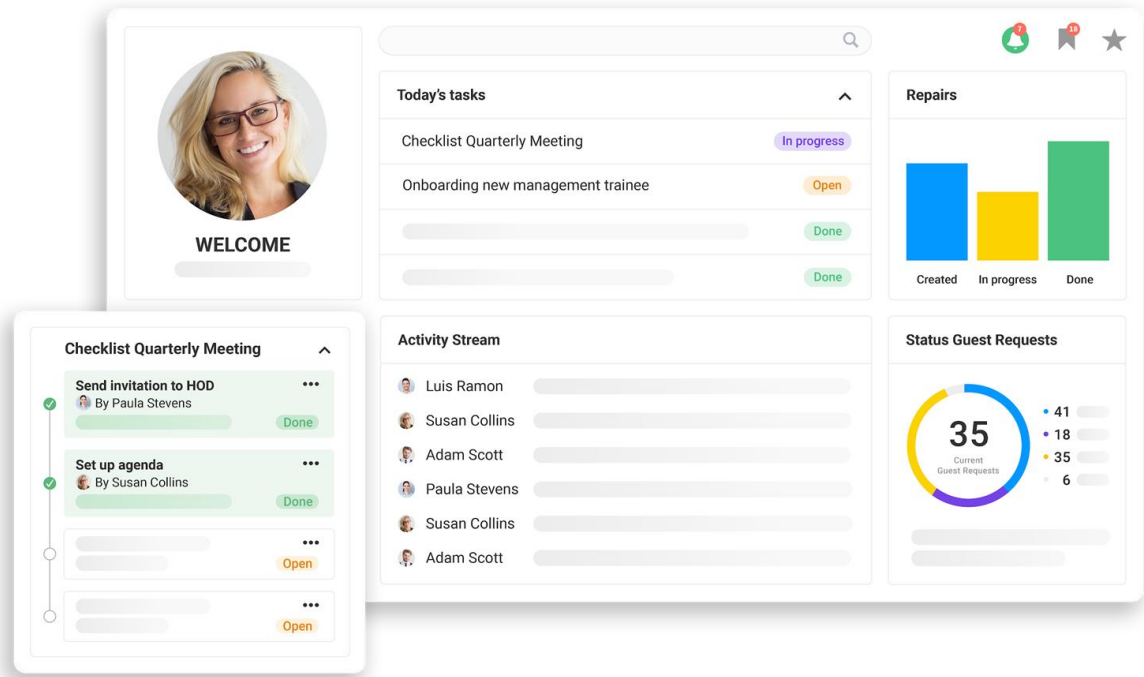 7
18
WELCOME
Today's tasks
Checklist Quarterly Meeting In progress
Onboarding new management trainee Open
Done
Done
Repairs
Created In progress Done
Checklist Quarterly Meeting
Send invitation to HOD
By Paula Stevens
Done
Set up agenda
By Susan Collins
Done
Open
Open
Activity Stream
Luis Ramon
Susan Collins
Adam Scott
Paula Stevens
Susan Collins
Adam Scott
Status Guest Requests
35
Current
Guest Requests
41
18
35
6